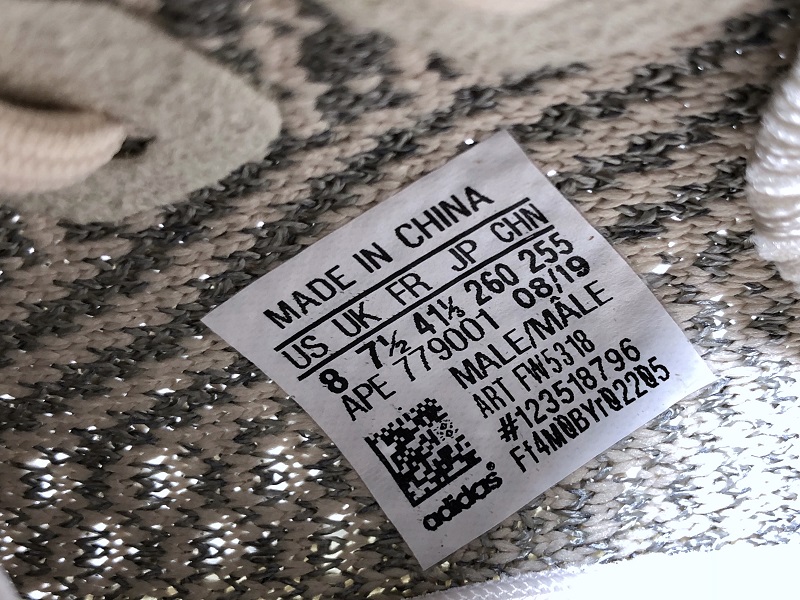 MADE IN CHINA
US UK FR JP CHN
8 7½ 41⅓ 260 255
APE 779001 08/19
MALE/MÂLE
ART FW5318
#123518796
Ff4M0BYr02205
adidas®